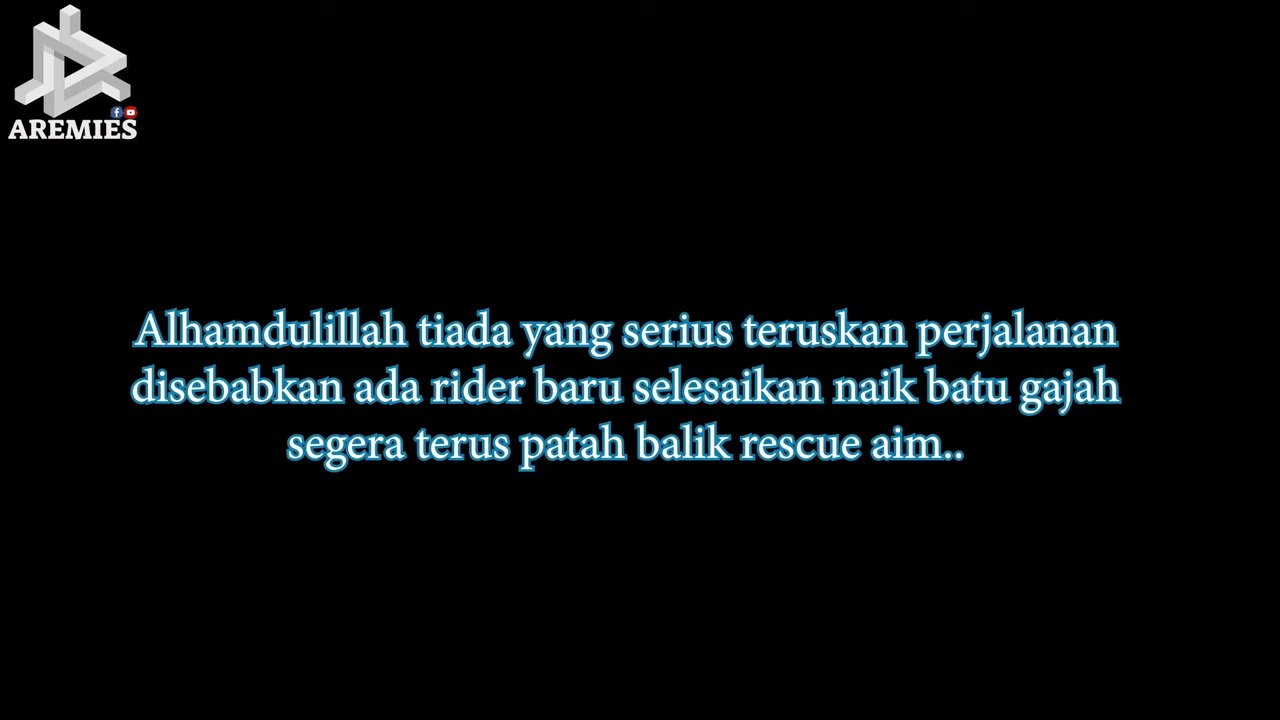 AREMIES
Alhamdulillah tiada yang serius teruskan perjalanan
disebabkan ada rider baru selesaikan naik batu gajah
segera terus patah balik rescue aim..